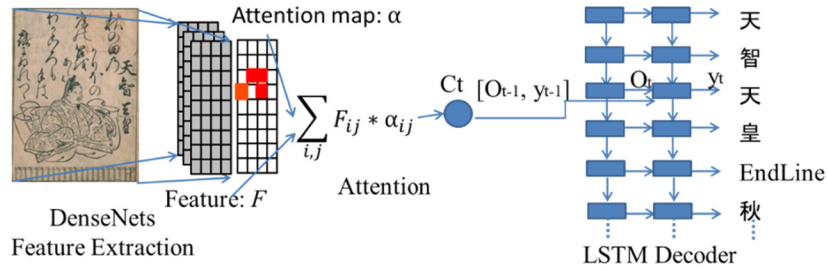 Attention map: α
Feature: F
DenseNets
Feature Extraction
∑ i,j F_ij * α_ij
Attention
Ct
[Ot-1, yt-1]
Ot
yt
天
智
天
皇
EndLine
秋
LSTM Decoder